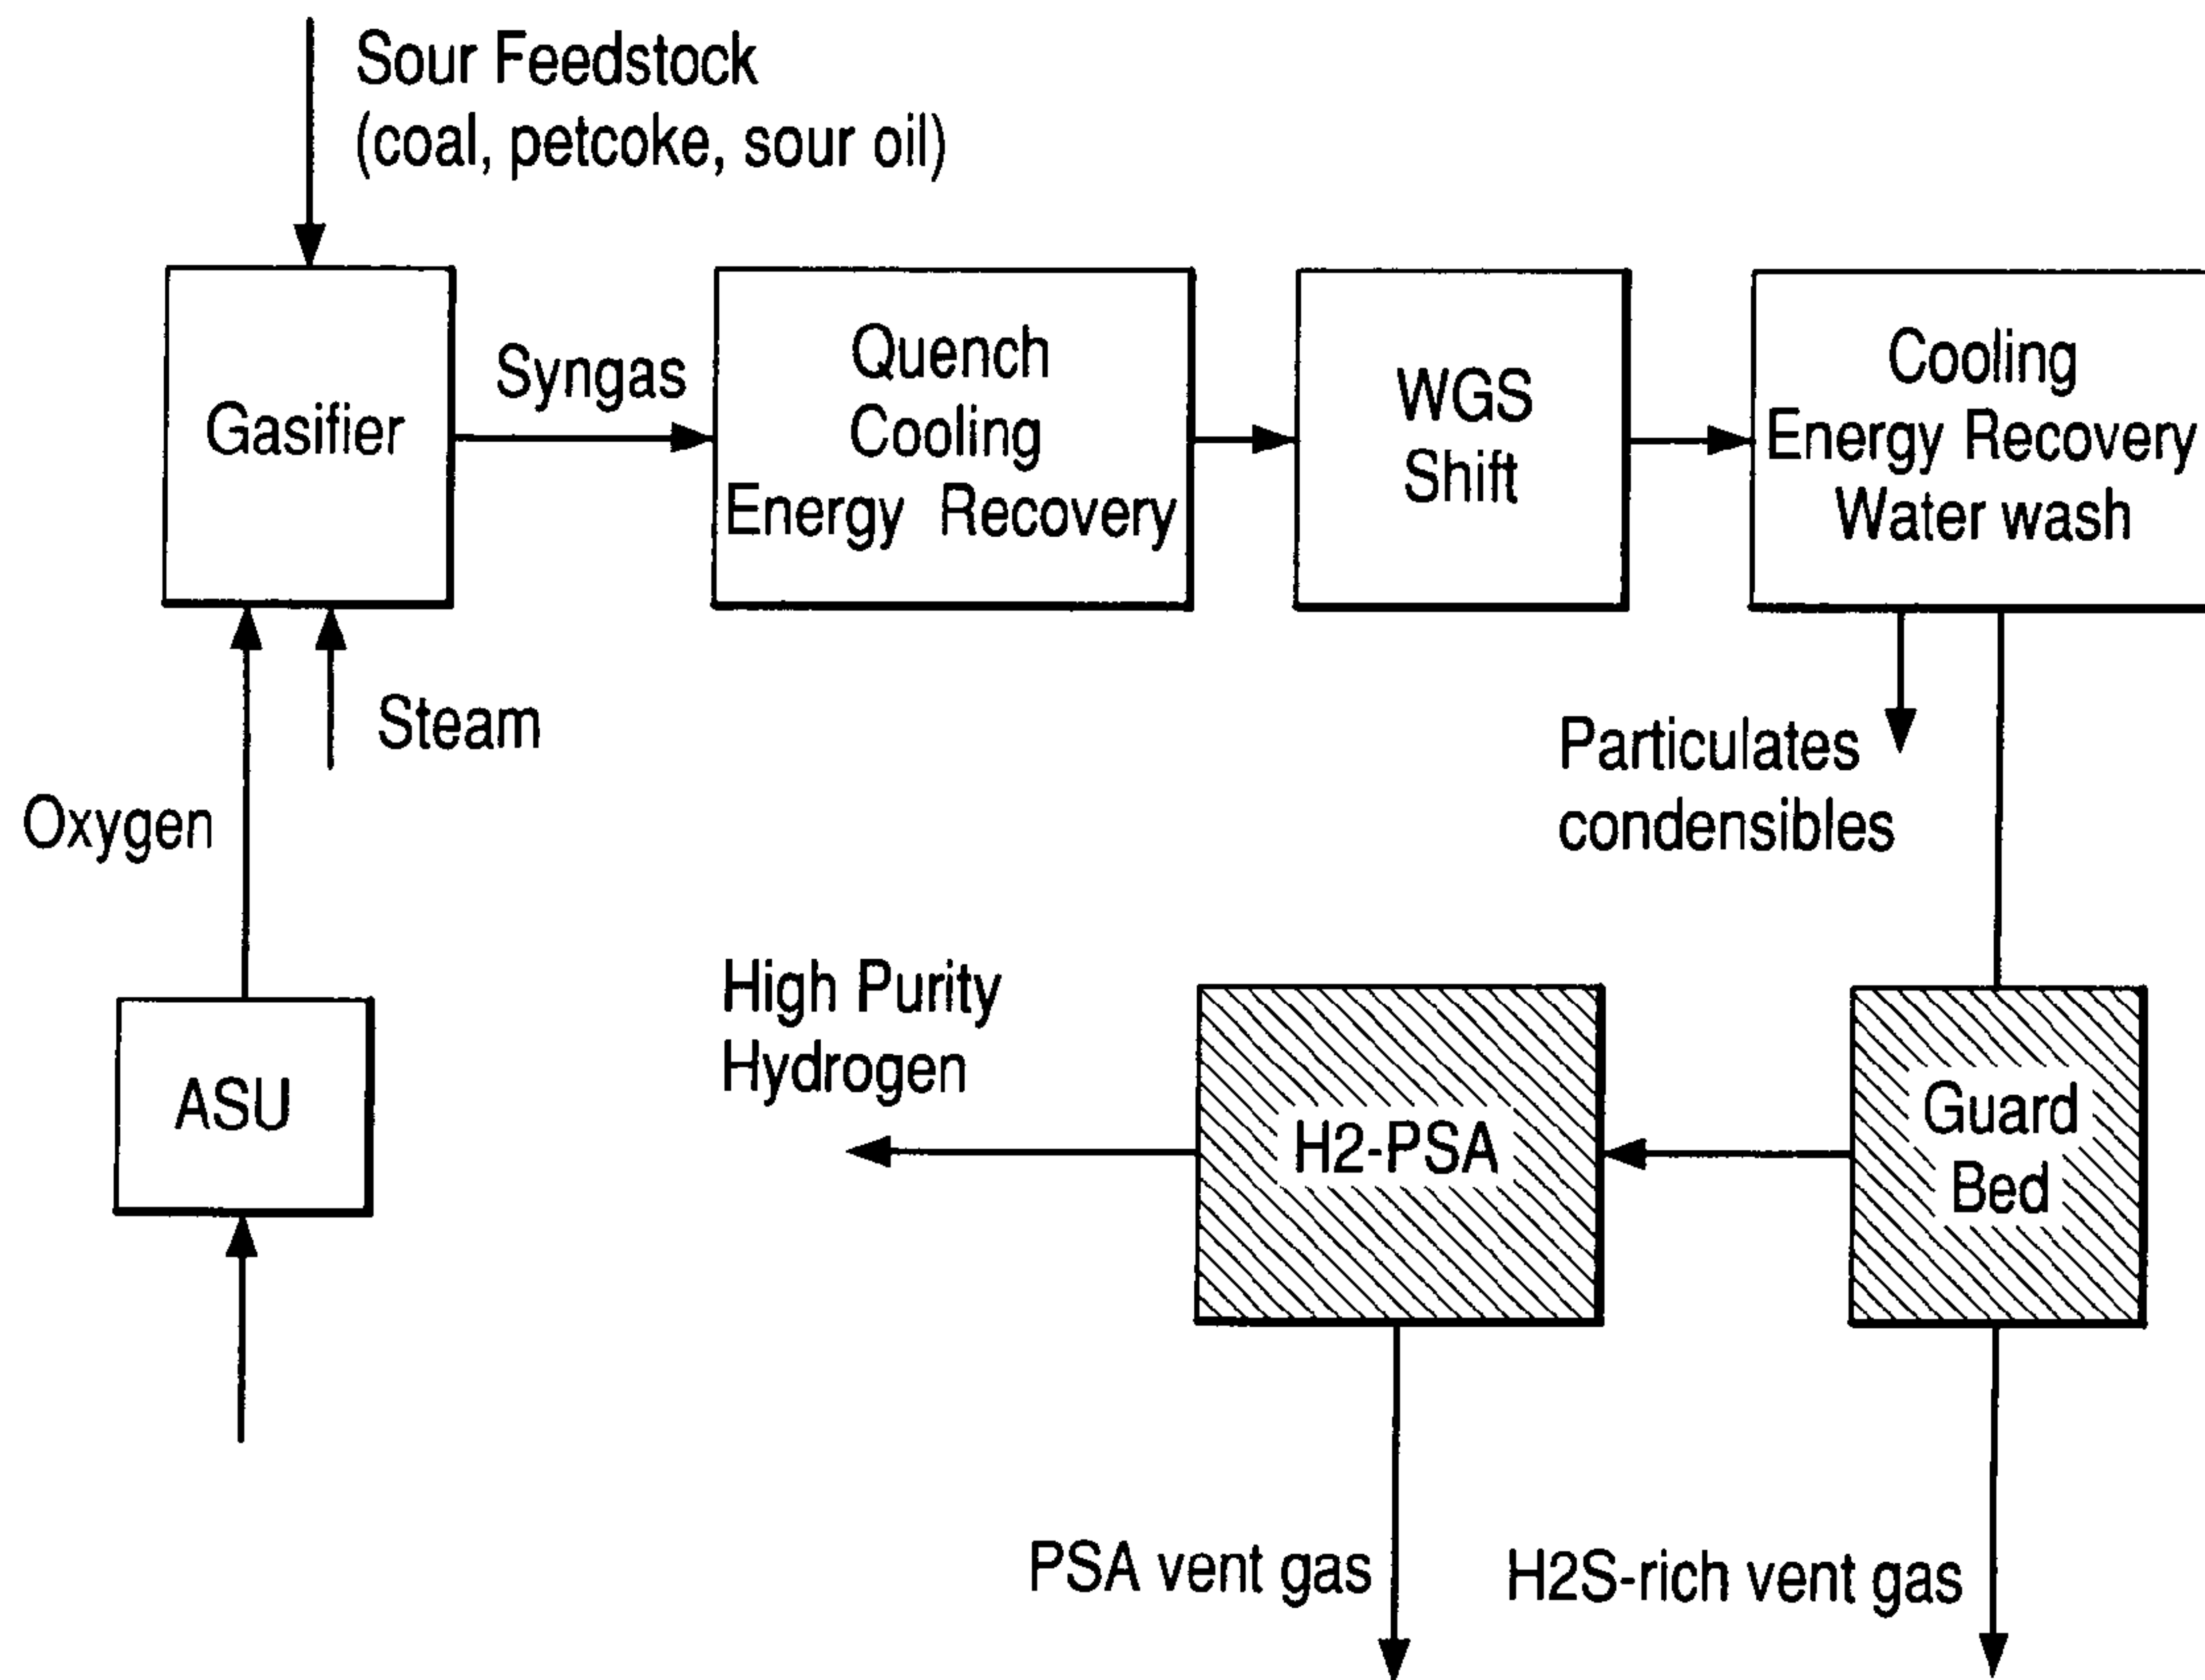 Sour Feedstock
(coal, petcoke, sour oil)
Gasifier
Syngas
Quench
Cooling
Energy Recovery
WGS
Shift
Cooling
Energy Recovery
Water wash
Steam
Oxygen
Particulates
condensibles
ASU
High Purity
Hydrogen
H2-PSA
Guard
Bed
PSA vent gas
H2S-rich vent gas